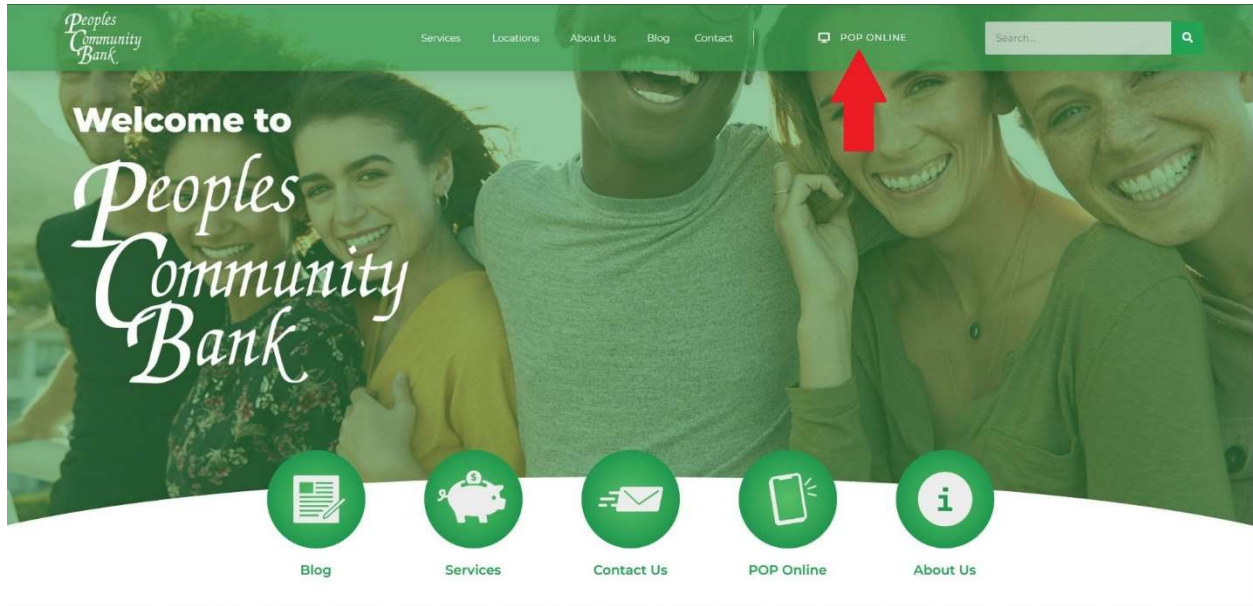 Peoples
Community
Bank
Services Locations About Us Blog Contact POP ONLINE Search...
Welcome to
Peoples
Community
Bank
$
i
Blog Services Contact Us POP Online About Us